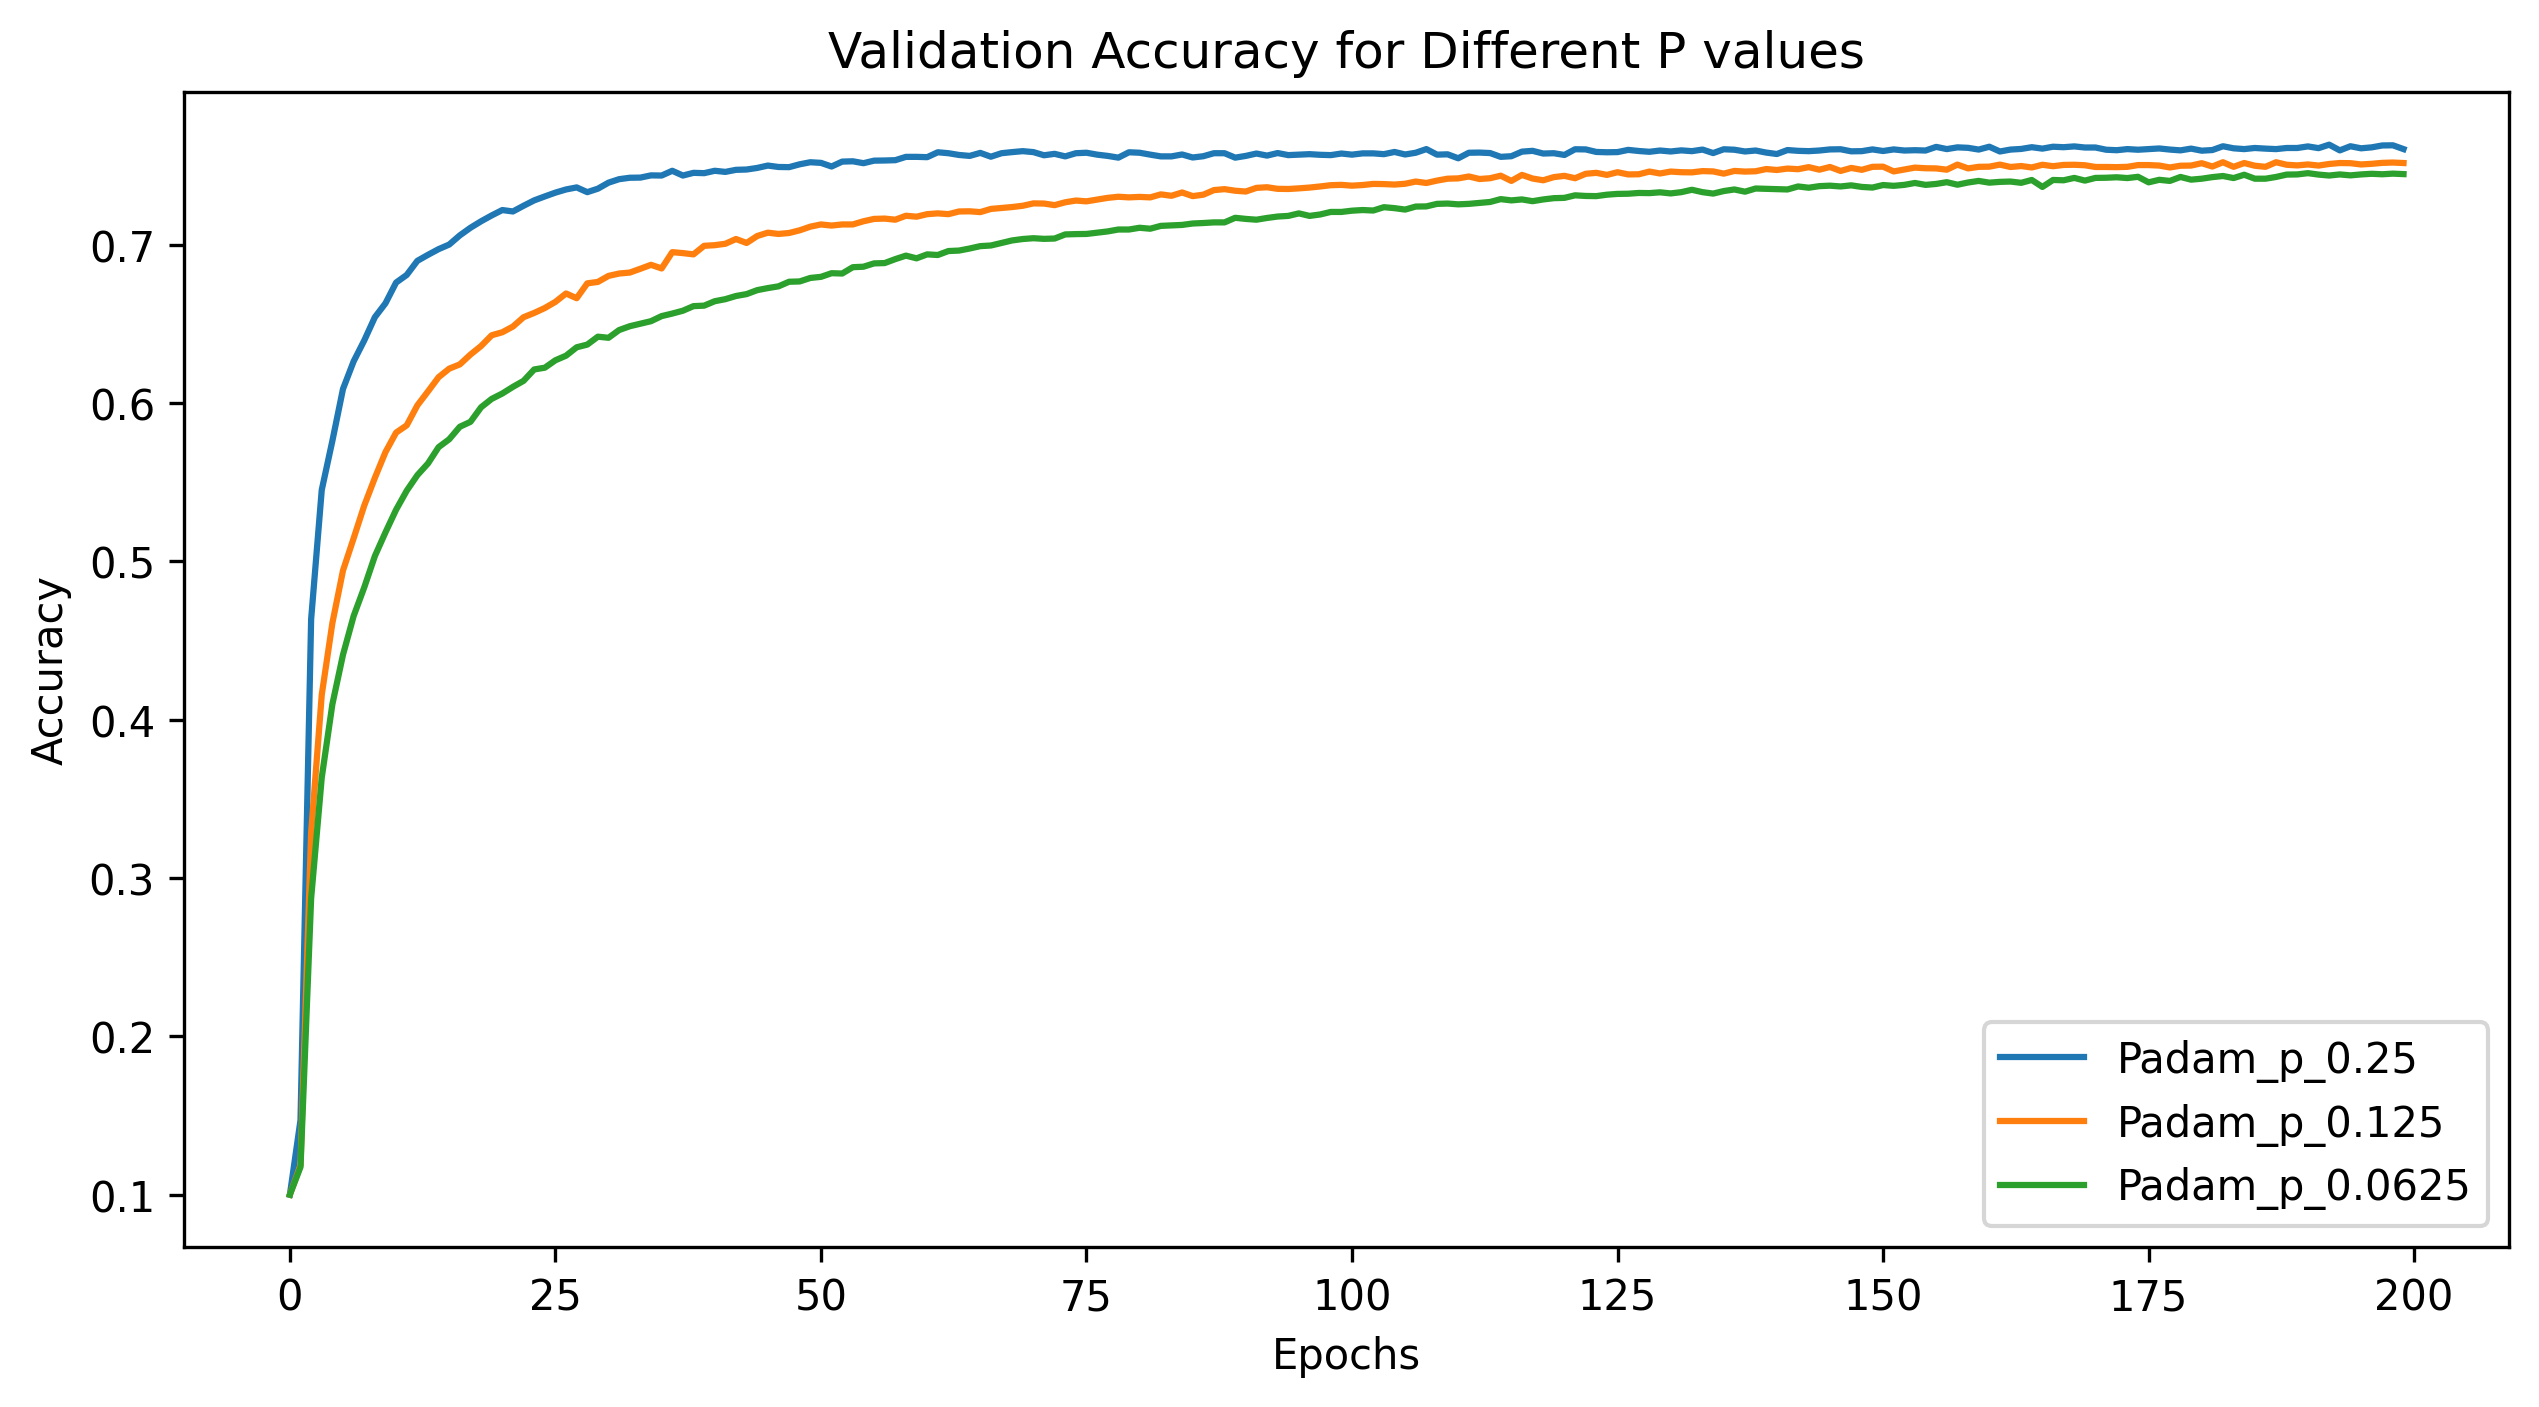 Validation Accuracy for Different P values
Accuracy
0.7
0.6
0.5
0.4
0.3
0.2
0.1
Padam_p_0.25
Padam_p_0.125
Padam_p_0.0625
0 25 50 75 100 125 150 175 200
Epochs